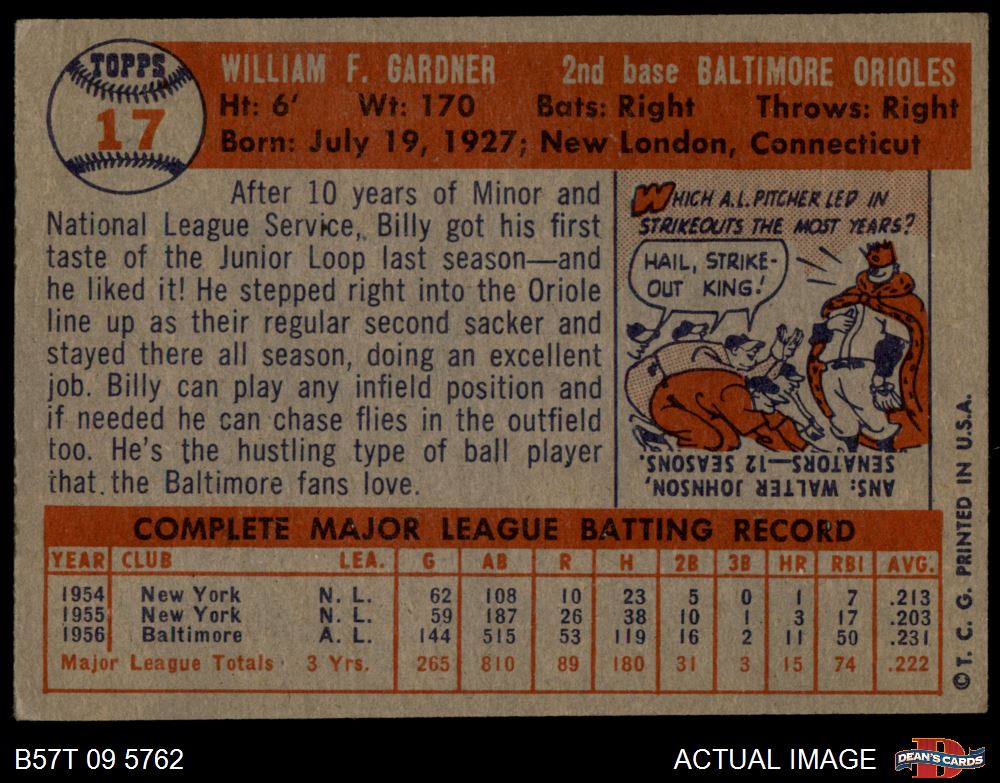 TOPPS
17
WILLIAM F. GARDNER 2nd base BALTIMORE ORIOLES
Ht: 6' Wt: 170 Bats: Right Throws: Right
Born: July 19, 1927; New London, Connecticut
After 10 years of Minor and
National League Service, Billy got his first
taste of the Junior Loop last season—and
he liked it! He stepped right into the Oriole
line up as their regular second sacker and
stayed there all season, doing an excellent
job. Billy can play any infield position and
if needed he can chase flies in the outfield
too. He's the hustling type of ball player
that the Baltimore fans love.
WHICH A.L. PITCHER LED IN
STRIKEOUTS THE MOST YEARS?
HAIL, STRIKE-
OUT KING!
ANS: WALTER JOHNSON,
SENATORS—12 SEASONS.
COMPLETE MAJOR LEAGUE BATTING RECORD
YEAR CLUB LEA. G AB R H 2B 3B HR RBI AVG.
1954 New York N. L. 62 108 10 23 5 0 1 7 .213
1955 New York N. L. 59 187 26 38 10 1 3 17 .203
1956 Baltimore A. L. 144 515 53 119 16 2 11 50 .231
Major League Totals 3 Yrs. 265 810 89 180 31 3 15 74 .222
©T. C. G. PRINTED IN U.S.A.
B57T 09 5762
ACTUAL IMAGE
D
DEAN'S CARDS